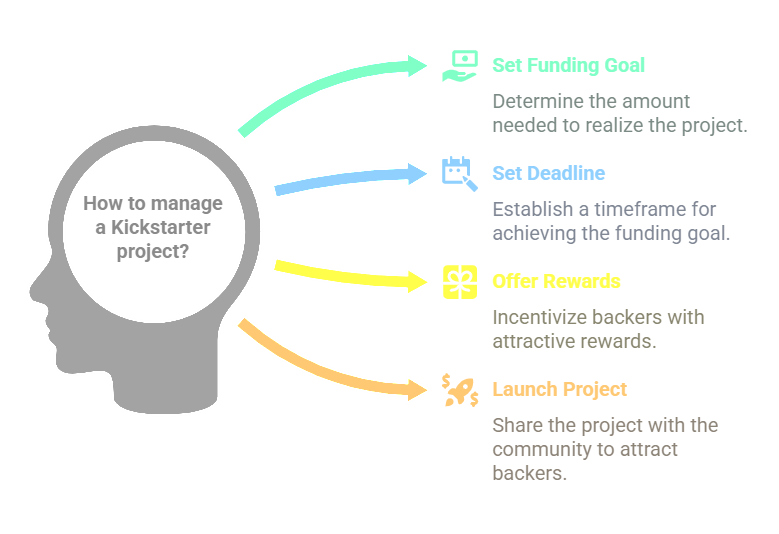 How to manage
a Kickstarter
project?
Set Funding Goal
Determine the amount
needed to realize the project.
Set Deadline
Establish a timeframe for
achieving the funding goal.
Offer Rewards
Incentivize backers with
attractive rewards.
Launch Project
Share the project with the
community to attract
backers.